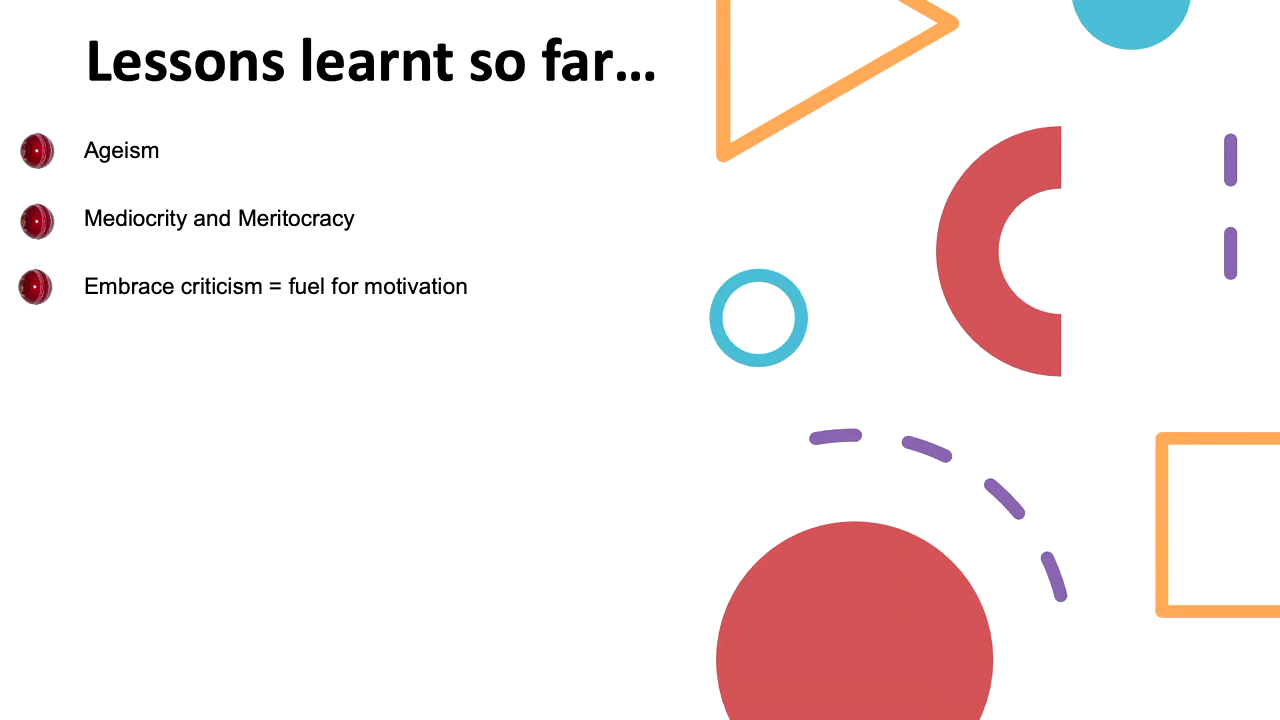 Lessons learnt so far…
Ageism
Mediocrity and Meritocracy
Embrace criticism = fuel for motivation